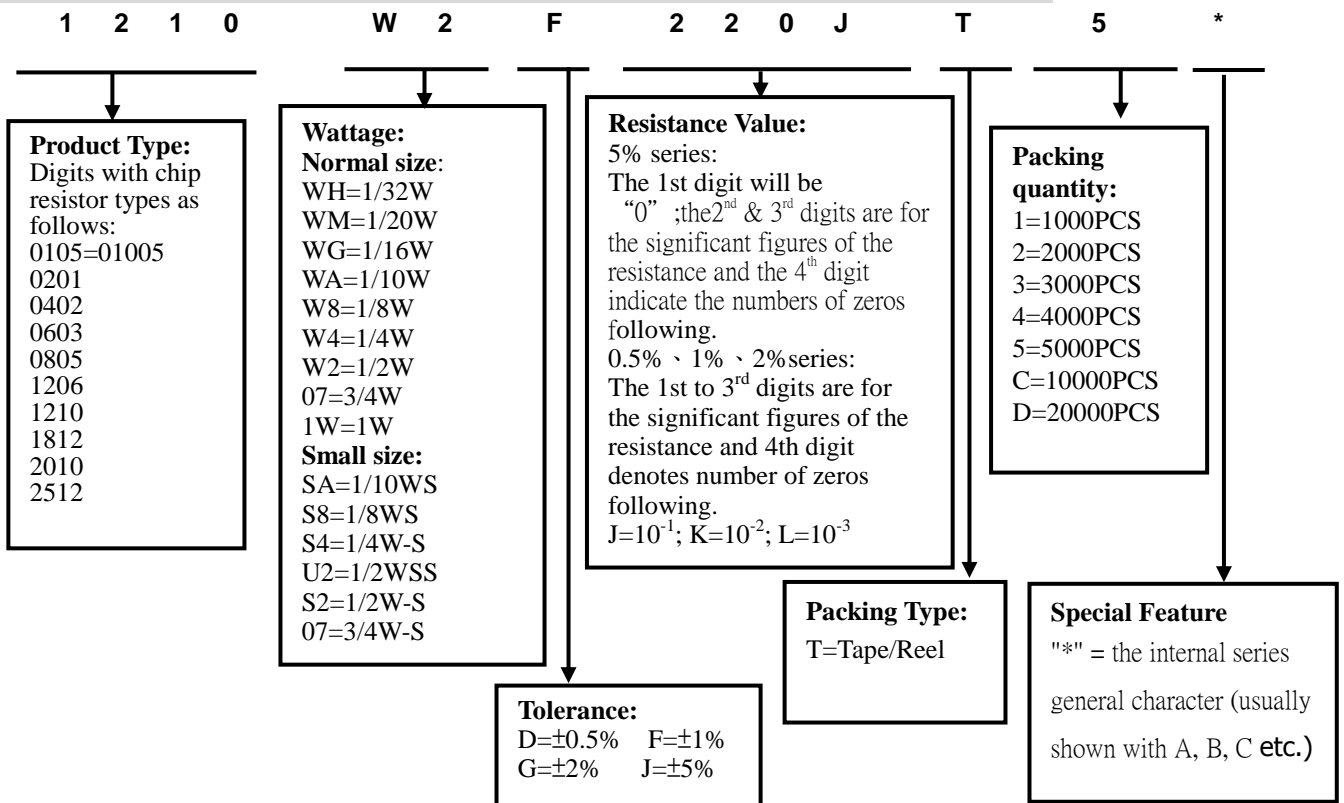 1 2 1 0 W 2 F 2 2 0 J T 5 *
Product Type:
Digits with chip
resistor types as
follows:
0105=01005
0201
0402
0603
0805
1206
1210
1812
2010
2512
Wattage:
Normal size:
WH=1/32W
WM=1/20W
WG=1/16W
WA=1/10W
W8=1/8W
W4=1/4W
W2=1/2W
07=3/4W
1W=1W
Small size:
SA=1/10WS
S8=1/8WS
S4=1/4W-S
U2=1/2WSS
S2=1/2W-S
07=3/4W-S
Tolerance:
D=±0.5% F=±1%
G=±2% J=±5%
Resistance Value:
5% series:
The 1st digit will be
“0” ;the2nd & 3rd digits are for
the significant figures of the
resistance and the 4th digit
indicate the numbers of zeros
following.
0.5%、1%、2%series:
The 1st to 3rd digits are for
the significant figures of the
resistance and 4th digit
denotes number of zeros
following.
J=10-1; K=10-2; L=10-3
Packing Type:
T=Tape/Reel
Packing
quantity:
1=1000PCS
2=2000PCS
3=3000PCS
4=4000PCS
5=5000PCS
C=10000PCS
D=20000PCS
Special Feature
"*" = the internal series
general character (usually
shown with A, B, C etc.)